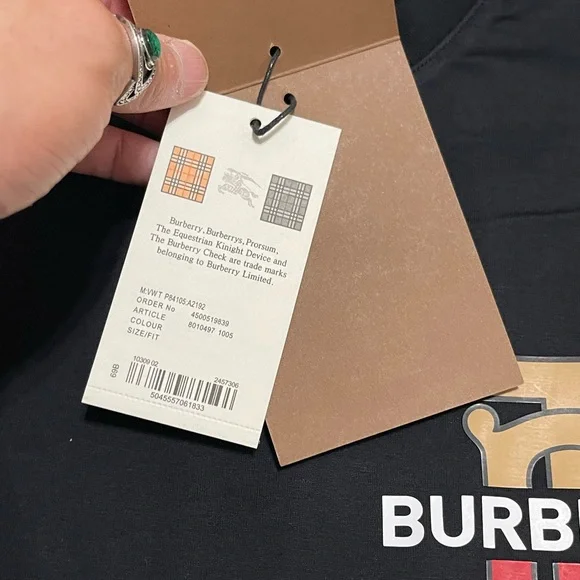 Burberry, Burberrys, Prorsum,
The Equestrian Kinight Device and
The Burberry Check are trade marks
belonging to Burberry Limited.
M.VWT P84105.A2192
ORDER No 4500519839
ARTICLE 8010497 1005
COLOUR
SIZE/FIT
69B
10309 02 2457306
5045557061833
BURB